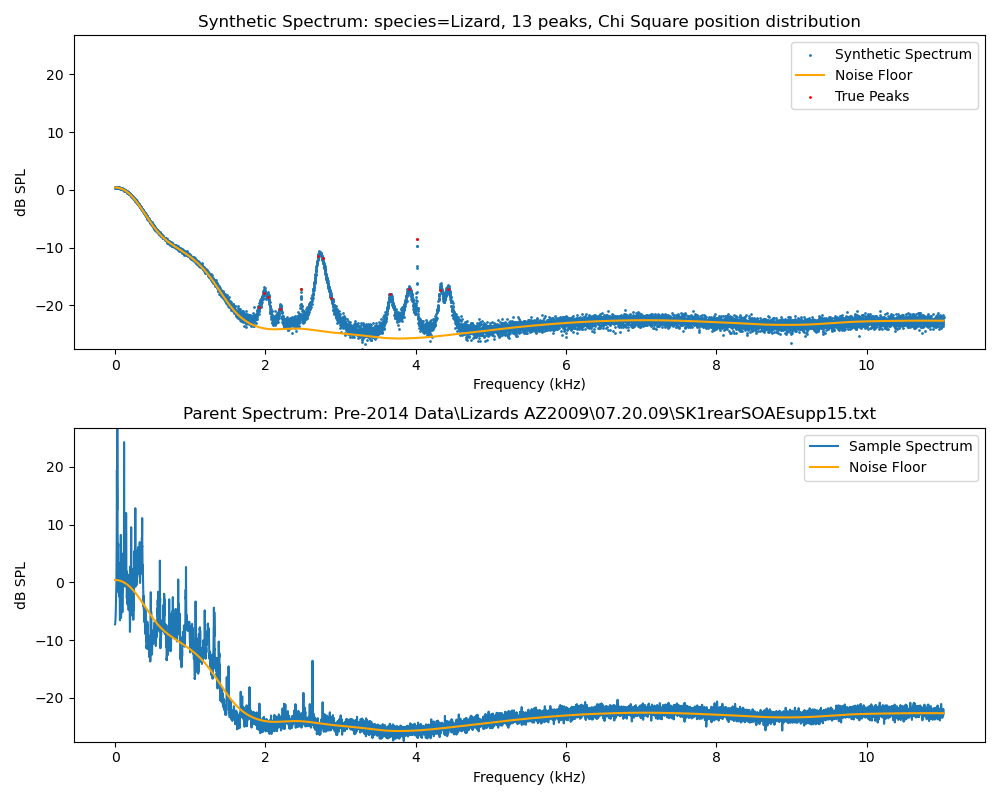 Synthetic Spectrum: species=Lizard, 13 peaks, Chi Square position distribution
dB SPL
20
10
0
−10
−20
Synthetic Spectrum
Noise Floor
True Peaks
0 2 4 6 8 10
Frequency (kHz)
Parent Spectrum: Pre-2014 Data\Lizards AZ2009\07.20.09\SK1rearSOAEsupp15.txt
dB SPL
20
10
0
−10
−20
Sample Spectrum
Noise Floor
0 2 4 6 8 10
Frequency (kHz)